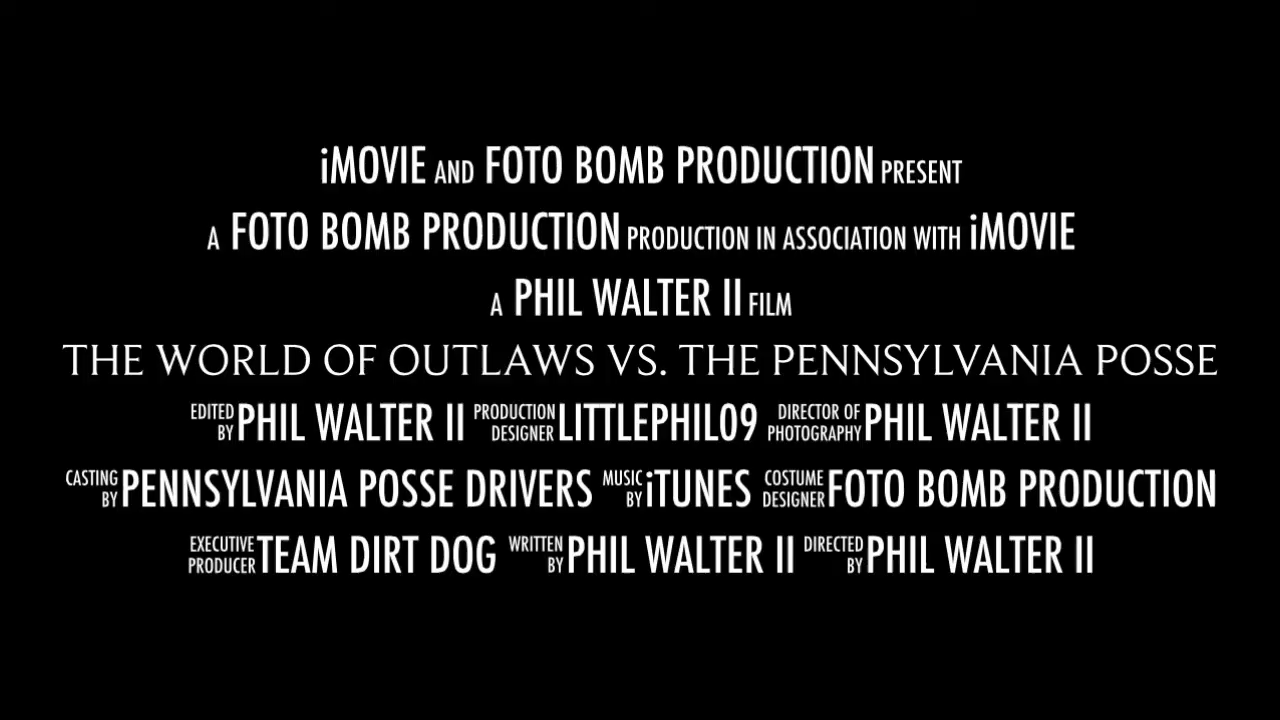 iMOVIE AND FOTO BOMB PRODUCTION PRESENT
A FOTO BOMB PRODUCTION PRODUCTION IN ASSOCIATION WITH iMOVIE
A PHIL WALTER II FILM
THE WORLD OF OUTLAWS VS. THE PENNSYLVANIA POSSE
EDITED BY PHIL WALTER II PRODUCTION DESIGNER LITTLEPHIL09 DIRECTOR OF PHOTOGRAPHY PHIL WALTER II
CASTING BY PENNSYLVANIA POSSE DRIVERS MUSIC BY iTUNES COSTUME DESIGNER FOTO BOMB PRODUCTION
EXECUTIVE PRODUCER TEAM DIRT DOG WRITTEN BY PHIL WALTER II DIRECTED BY PHIL WALTER II